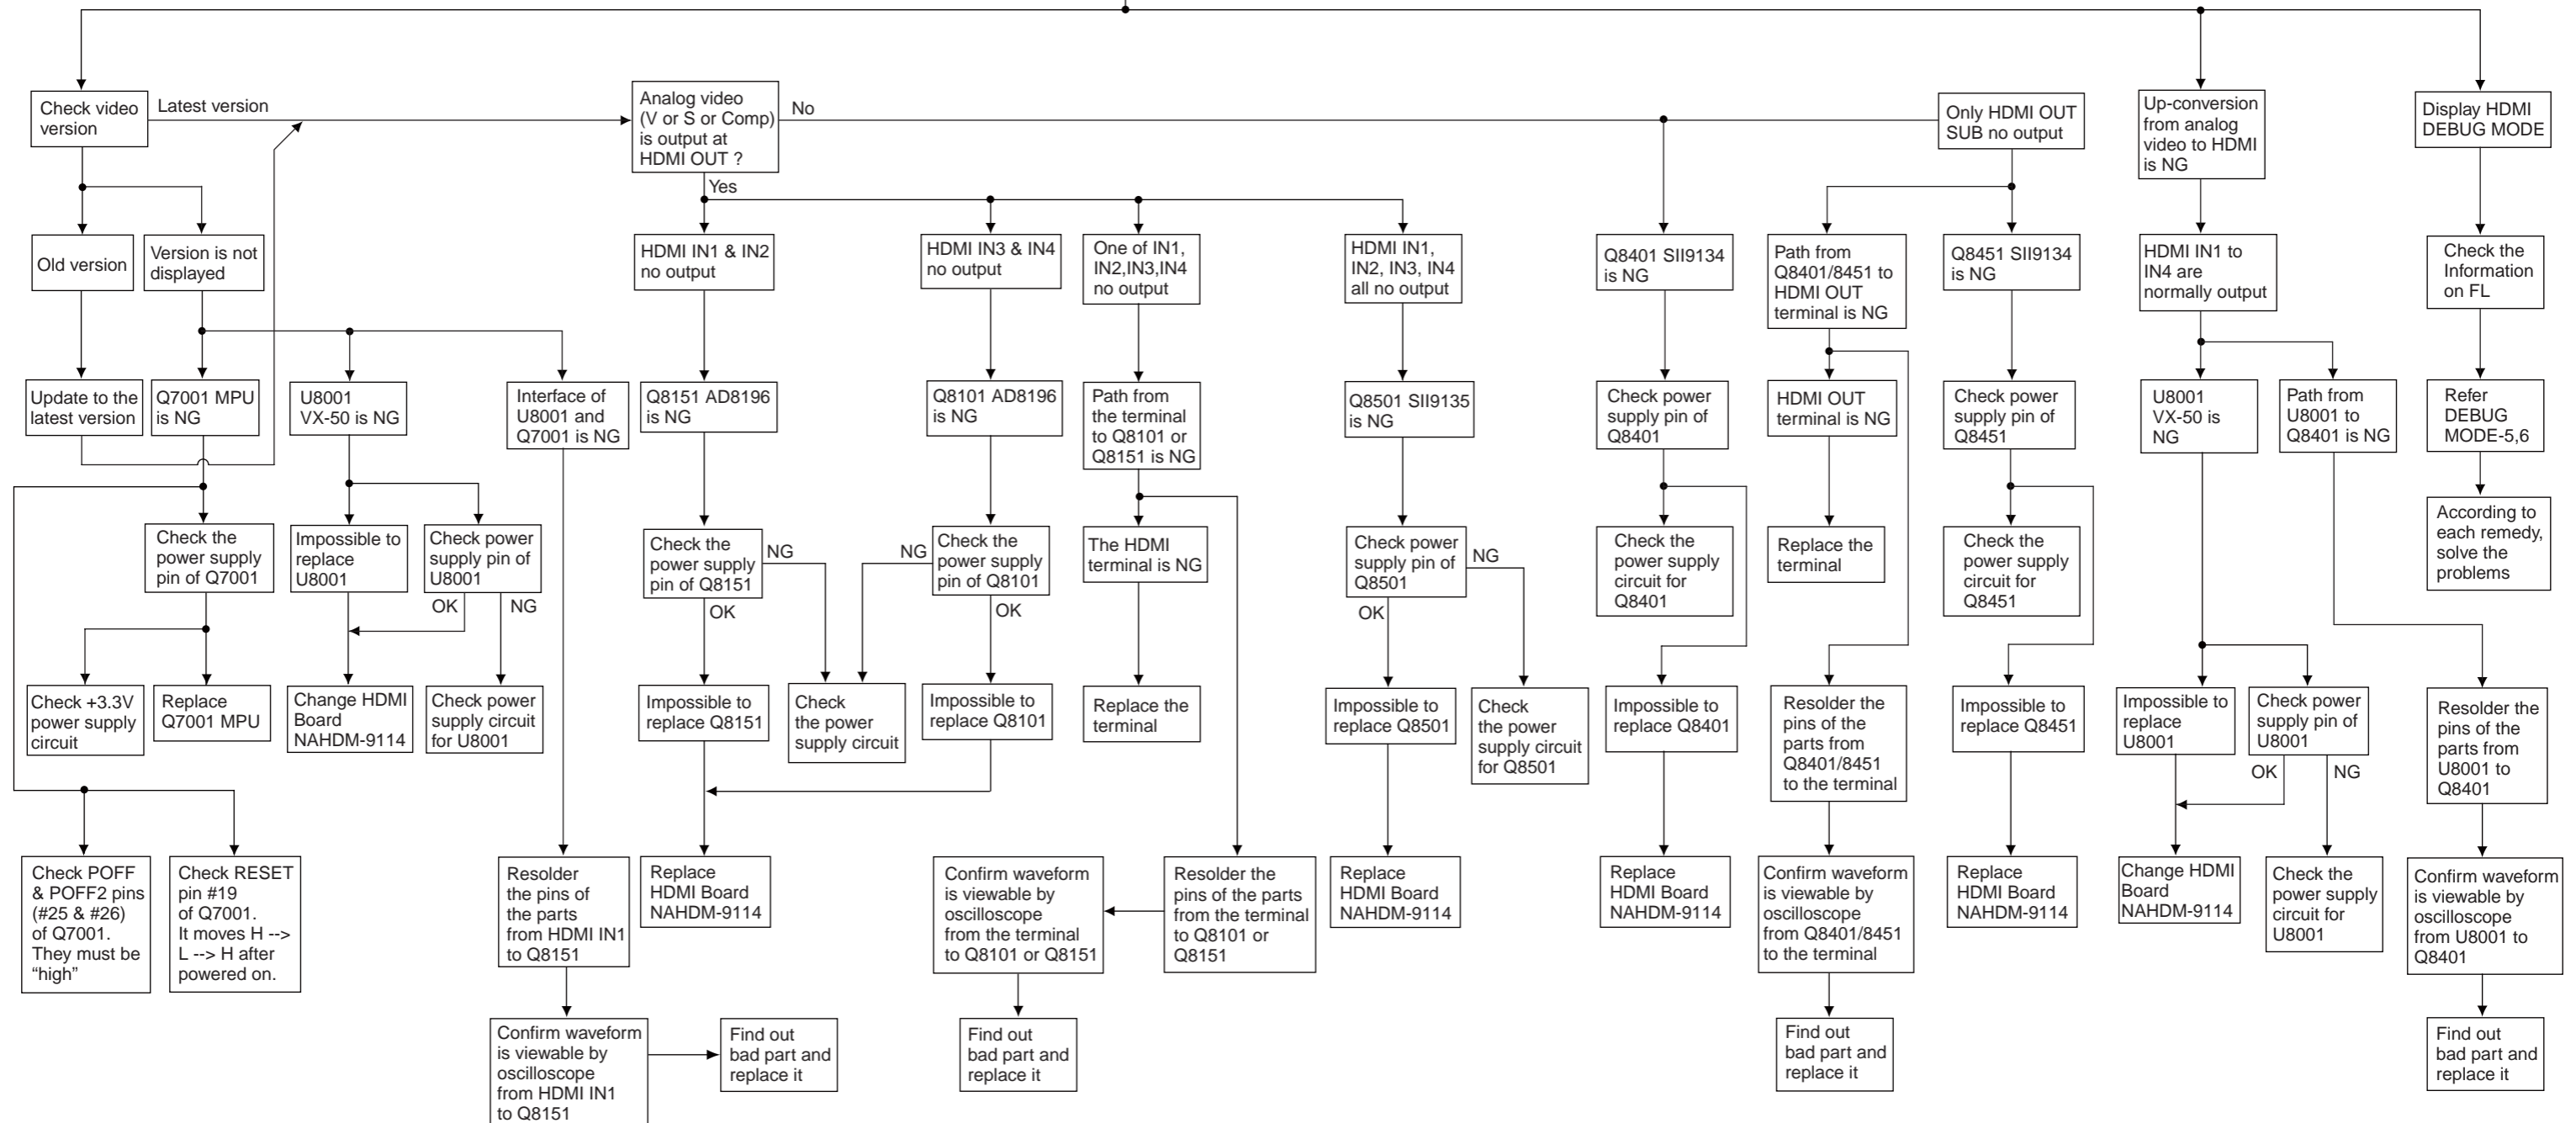 Check video
version
Latest version
Analog video
(V or S or Comp)
is output at
HDMI OUT ?
No
Yes
Only HDMI OUT
SUB no output
Up-conversion
from analog
video to HDMI
is NG
Display HDMI
DEBUG MODE
Old version
Version is not
displayed
HDMI IN1 & IN2
no output
HDMI IN3 & IN4
no output
One of IN1,
IN2,IN3,IN4
no output
HDMI IN1,
IN2, IN3, IN4
all no output
Q8401 SII9134
is NG
Path from
Q8401/8451 to
HDMI OUT
terminal is NG
Q8451 SII9134
is NG
HDMI IN1 to
IN4 are
normally output
Check the
Information
on FL
Update to the
latest version
Q7001 MPU
is NG
U8001
VX-50 is NG
Interface of
U8001 and
Q7001 is NG
Q8151 AD8196
is NG
Q8101 AD8196
is NG
Path from
the terminal
to Q8101 or
Q8151 is NG
Q8501 SII9135
is NG
Check power
supply pin of
Q8401
HDMI OUT
terminal is NG
Check power
supply pin of
Q8451
U8001
VX-50 is
NG
Path from
U8001 to
Q8401 is NG
Refer
DEBUG
MODE-5,6
Check the
power supply
pin of Q7001
Impossible to
replace
U8001
Check power
supply pin of
U8001
OK
NG
Check the
power supply
pin of Q8151
NG
OK
NG
Check the
power supply
pin of Q8101
OK
The HDMI
terminal is NG
Check power
supply pin of
Q8501
NG
OK
Check the
power supply
circuit for
Q8401
Replace the
terminal
Check the
power supply
circuit for
Q8451
According to
each remedy,
solve the
problems
Check +3.3V
power supply
circuit
Replace
Q7001 MPU
Change HDMI
Board
NAHDM-9114
Check power
supply circuit
for U8001
Impossible to
replace Q8151
Check
the power
supply circuit
Impossible to
replace Q8101
Replace the
terminal
Impossible to
replace Q8501
Check
the power
supply circuit
for Q8501
Impossible to
replace Q8401
Resolder the
pins of the
parts from
Q8401/8451
to the terminal
Impossible to
replace Q8451
Impossible to
replace
U8001
Check power
supply pin of
U8001
OK
NG
Resolder the
pins of the
parts from
U8001 to
Q8401
Check POFF
& POFF2 pins
(#25 & #26)
of Q7001.
They must be
“high”
Check RESET
pin #19
of Q7001.
It moves H -->
L --> H after
powered on.
Resolder
the pins of
the parts
from HDMI IN1
to Q8151
Replace
HDMI Board
NAHDM-9114
Confirm waveform
is viewable by
oscilloscope
from the terminal
to Q8101 or Q8151
Resolder the
pins of the parts
from the terminal
to Q8101 or
Q8151
Replace
HDMI Board
NAHDM-9114
Replace
HDMI Board
NAHDM-9114
Confirm waveform
is viewable by
oscilloscope
from Q8401/8451
to the terminal
Replace
HDMI Board
NAHDM-9114
Change HDMI
Board
NAHDM-9114
Check the
power supply
circuit for
U8001
Confirm waveform
is viewable by
oscilloscope
from U8001 to
Q8401
Confirm waveform
is viewable by
oscilloscope
from HDMI IN1
to Q8151
Find out
bad part and
replace it
Find out
bad part and
replace it
Find out
bad part and
replace it
Find out
bad part and
replace it